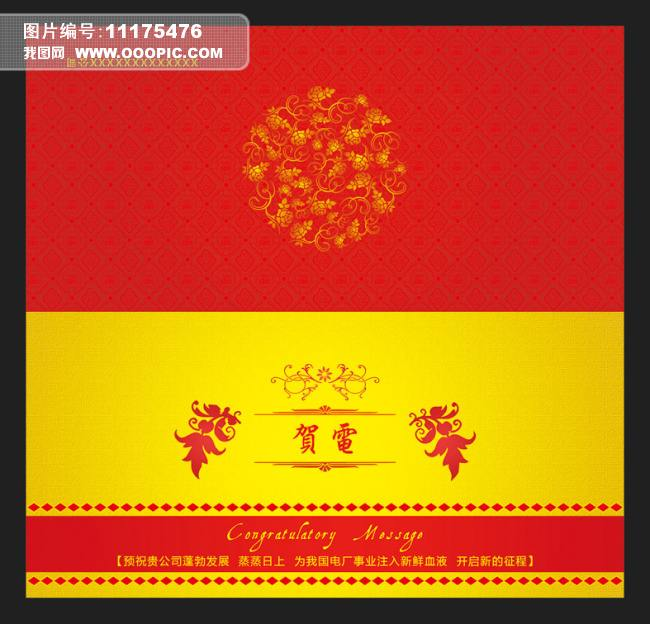 图片编号:11175476
我图网 WWW.OOOPIC.COM
XXXXXXXXXXXXX
賀電
Congratulatory Message
【预祝贵公司蓬勃发展 蒸蒸日上 为我国电厂事业注入新鲜血液 开启新的征程】